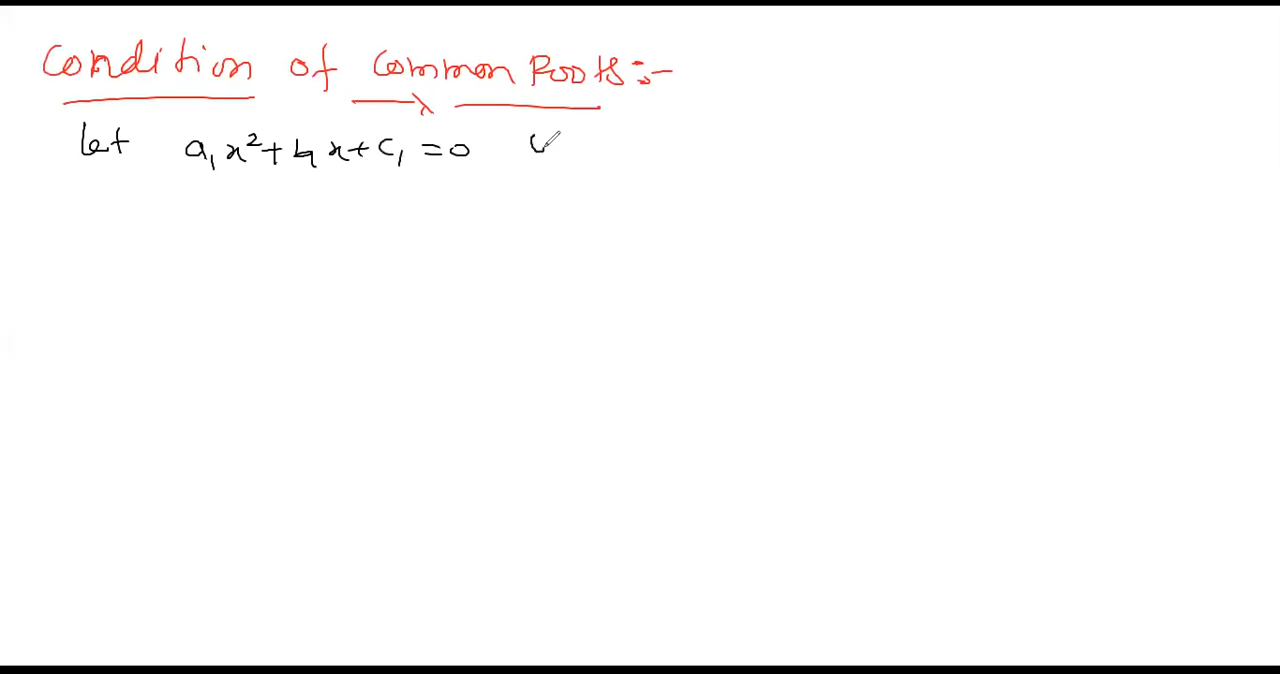 Condition of Common Roots:-
Let a₁x²+b₁x+c₁=0